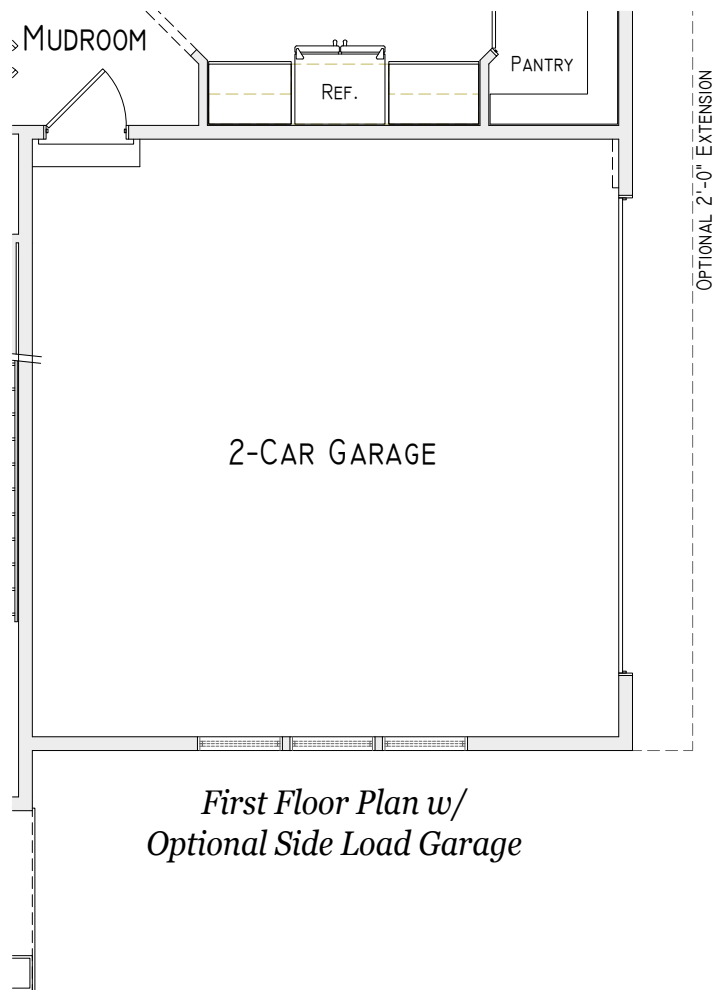 MUDROOM
PANTRY
REF.
OPTIONAL 2'-0" EXTENSION
2-CAR GARAGE
First Floor Plan w/
Optional Side Load Garage